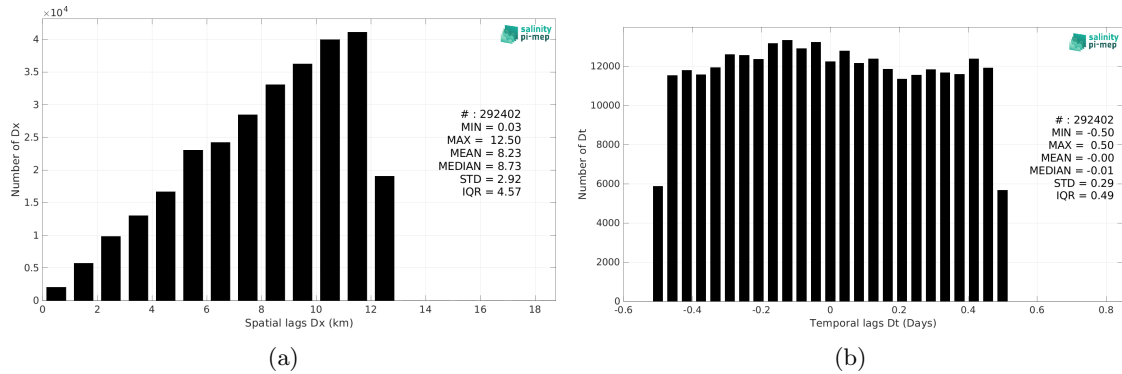 ×10⁴
4
3.5
3
2.5
2
1.5
1
0.5
0
Number of Dx
0 2 4 6 8 10 12 14 16 18
Spatial lags Dx (km)
salinity
pi-mep
# : 292402
MIN = 0.03
MAX = 12.50
MEAN = 8.23
MEDIAN = 8.73
STD = 2.92
IQR = 4.57
(a)
12000
10000
8000
6000
4000
2000
0
Number of Dt
-0.6 -0.4 -0.2 0 0.2 0.4 0.6 0.8
Temporal lags Dt (Days)
salinity
pi-mep
# : 292402
MIN = -0.50
MAX = 0.50
MEAN = -0.00
MEDIAN = -0.01
STD = 0.29
IQR = 0.49
(b)